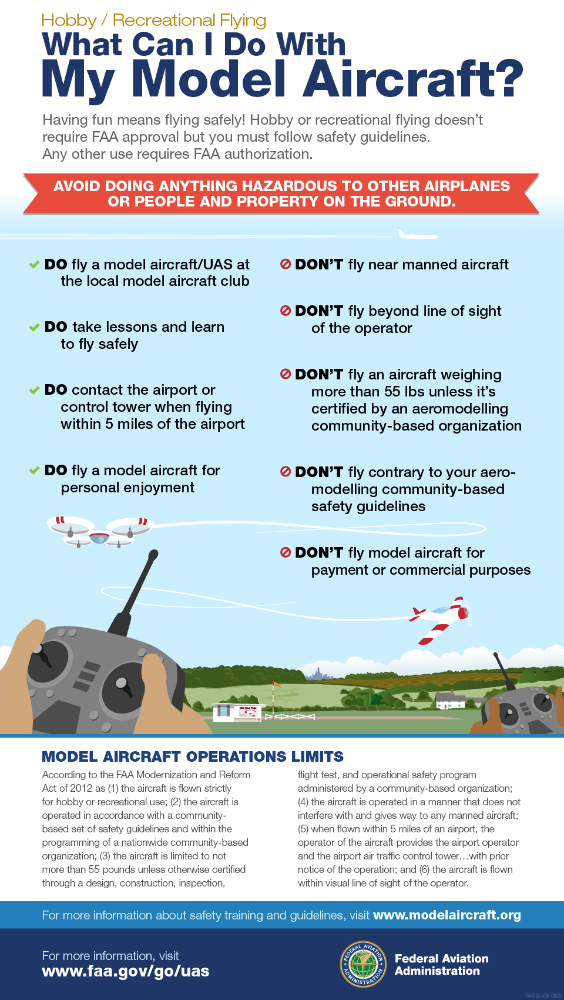 Hobby / Recreational Flying
What Can I Do With
My Model Aircraft?
Having fun means flying safely! Hobby or recreational flying doesn't
require FAA approval but you must follow safety guidelines.
Any other use requires FAA authorization.
AVOID DOING ANYTHING HAZARDOUS TO OTHER AIRPLANES
OR PEOPLE AND PROPERTY ON THE GROUND.
DO fly a model aircraft/UAS at
the local model aircraft club
DO take lessons and learn
to fly safely
DO contact the airport or
control tower when flying
within 5 miles of the airport
DO fly a model aircraft for
personal enjoyment
DON'T fly near manned aircraft
DON'T fly beyond line of sight
of the operator
DON'T fly an aircraft weighing
more than 55 lbs unless it's
certified by an aeromodelling
community-based organization
DON'T fly contrary to your aero-
modelling community-based
safety guidelines
DON'T fly model aircraft for
payment or commercial purposes
MODEL AIRCRAFT OPERATIONS LIMITS
According to the FAA Modernization and Reform
Act of 2012 as (1) the aircraft is flown strictly
for hobby or recreational use; (2) the aircraft is
operated in accordance with a community-
based set of safety guidelines and within the
programming of a nationwide community-based
organization; (3) the aircraft is limited to not
more than 55 pounds unless otherwise certified
through a design, construction, inspection,
flight test, and operational safety program
administered by a community-based organization;
(4) the aircraft is operated in a manner that does not
interfere with and gives way to any manned aircraft;
(5) when flown within 5 miles of an airport, the
operator of the aircraft provides the airport operator
and the airport air traffic control tower…with prior
notice of the operation; and (6) the aircraft is flown
within visual line of sight of the operator.
For more information about safety training and guidelines, visit www.modelaircraft.org
For more information, visit
www.faa.gov/go/uas
FEDERAL AVIATION
ADMINISTRATION
Federal Aviation
Administration